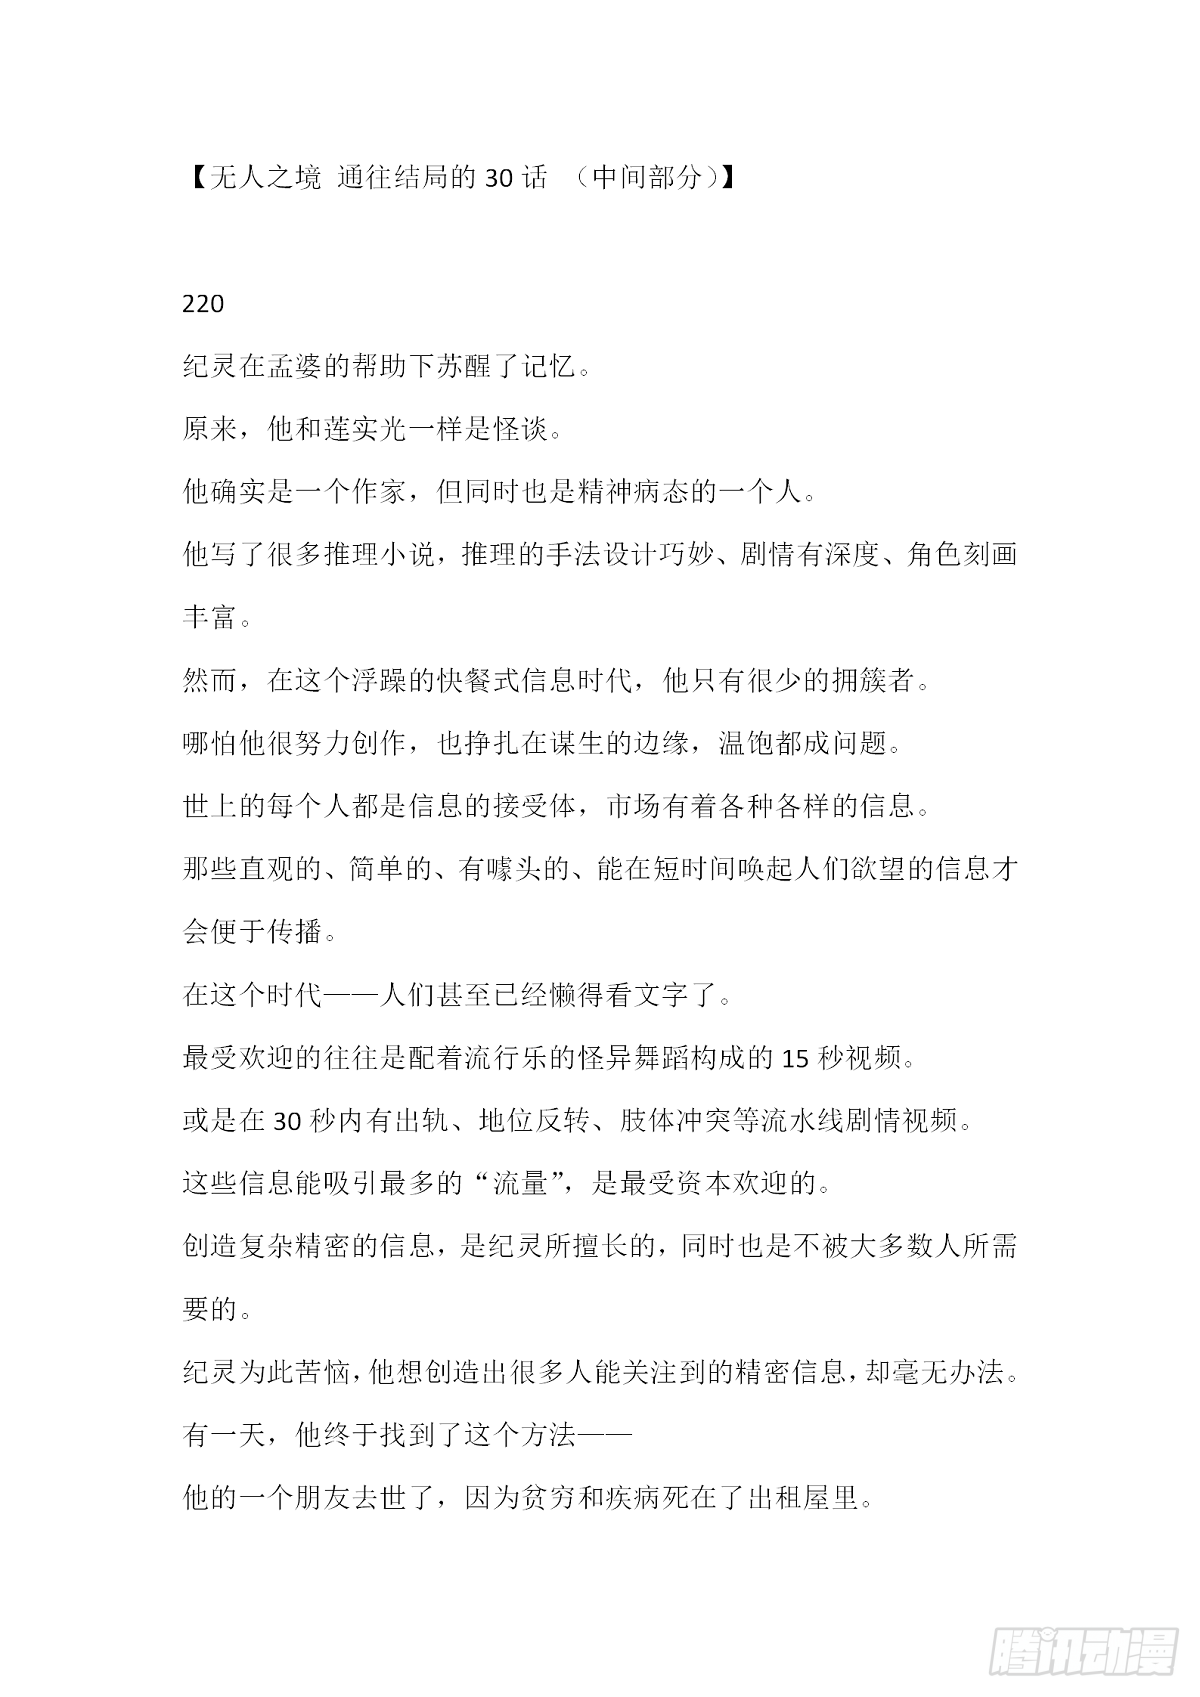 【无人之境 通往结局的 30 话 （中间部分）】
220
纪灵在孟婆的帮助下苏醒了记忆。
原来，他和莲实光一样是怪谈。
他确实是一个作家，但同时也是精神病态的一个人。
他写了很多推理小说，推理的手法设计巧妙、剧情有深度、角色刻画
丰富。
然而，在这个浮躁的快餐式信息时代，他只有很少的拥簇者。
哪怕他很努力创作，也挣扎在谋生的边缘，温饱都成问题。
世上的每个人都是信息的接受体，市场有着各种各样的信息。
那些直观的、简单的、有噱头的、能在短时间唤起人们欲望的信息才
会便于传播。
在这个时代——人们甚至已经懒得看文字了。
最受欢迎的往往是配着流行乐的怪异舞蹈构成的 15 秒视频。
或是在 30 秒内有出轨、地位反转、肢体冲突等流水线剧情视频。
这些信息能吸引最多的“流量”，是最受资本欢迎的。
创造复杂精密的信息，是纪灵所擅长的，同时也是不被大多数人所需
要的。
纪灵为此苦恼，他想创造出很多人能关注到的精密信息，却毫无办法。
有一天，他终于找到了这个方法——
他的一个朋友去世了，因为贫穷和疾病死在了出租屋里。
腾讯动漫